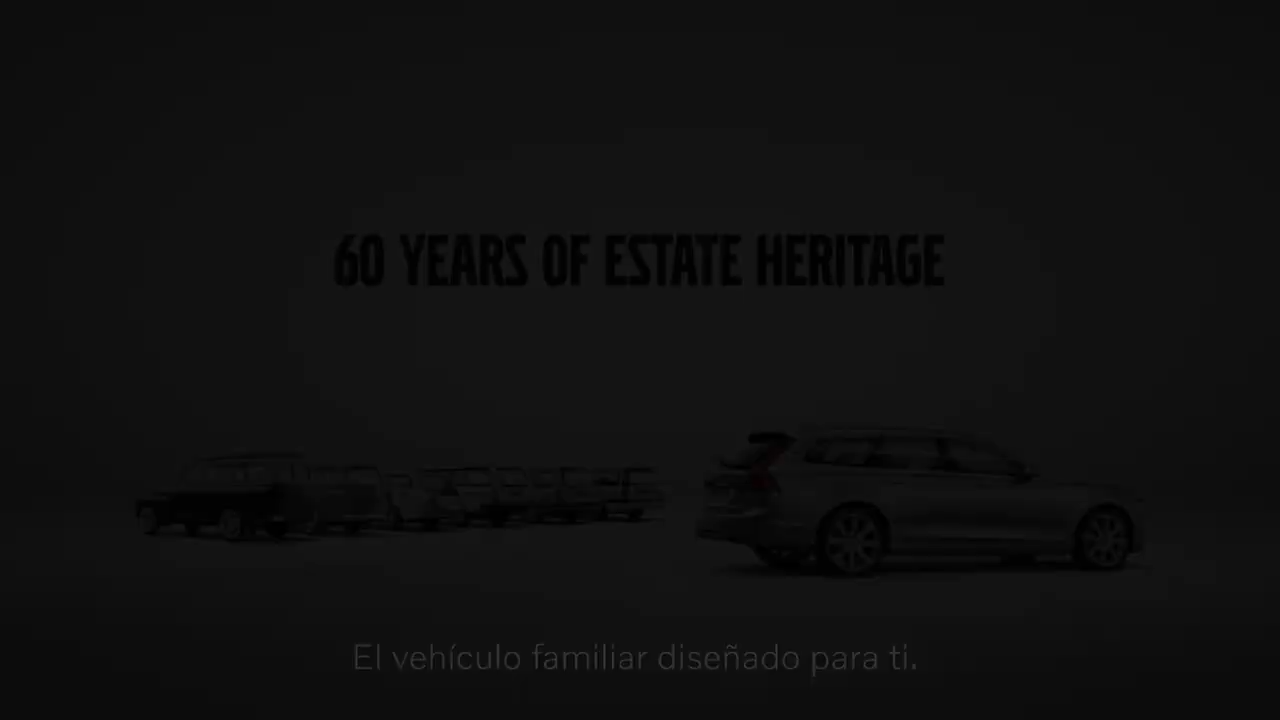 60 YEARS OF ESTATE HERITAGE
El vehículo familiar diseñado para ti.